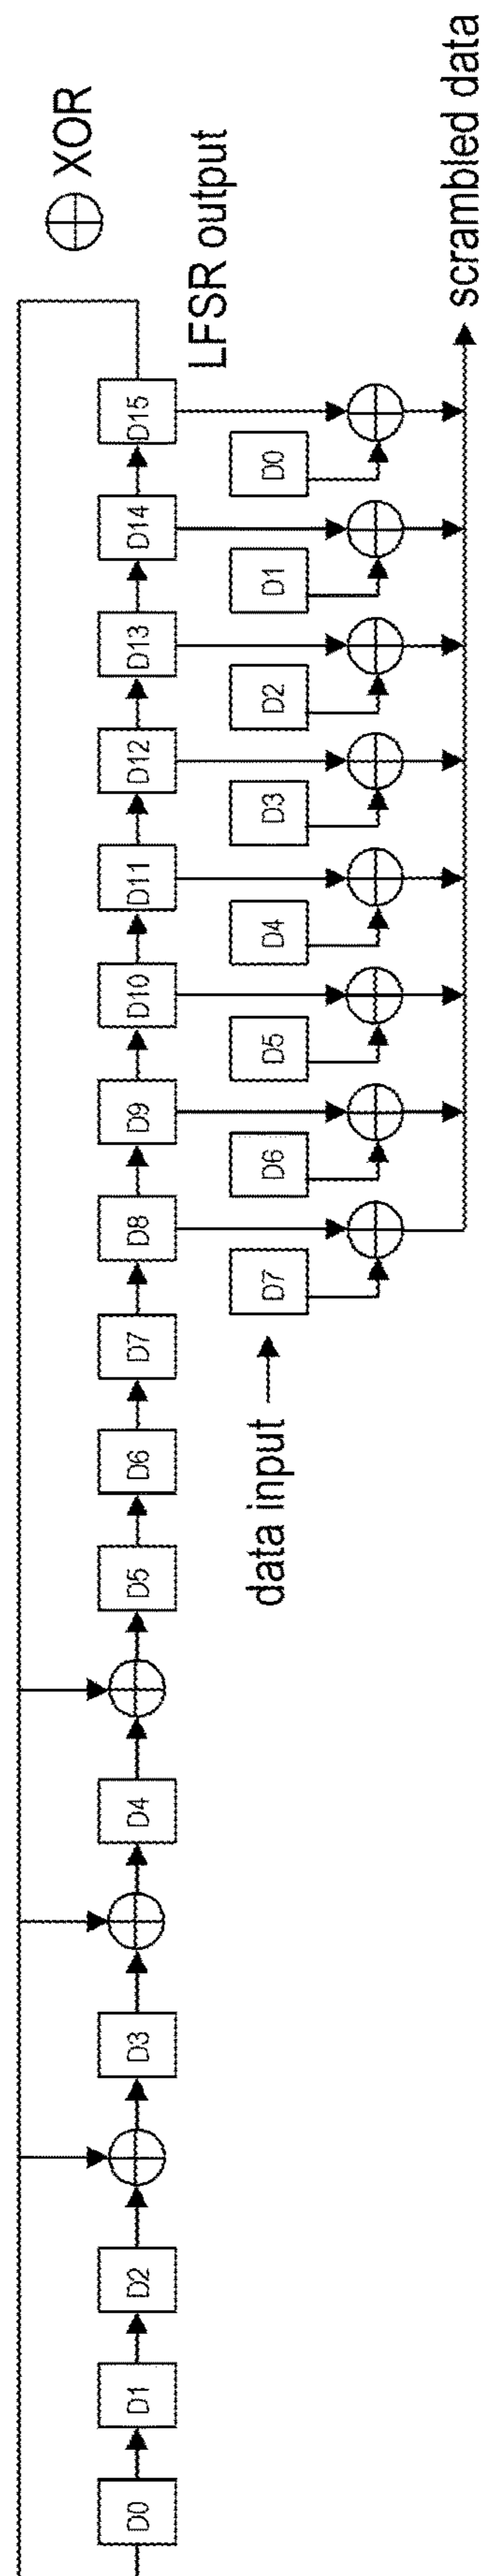 ⊕ XOR
LFSR output
D0 D1 D2 D3 D4 D5 D6 D7 D8 D9 D10 D11 D12 D13 D14 D15
data input
D7 D6 D5 D4 D3 D2 D1 D0
scrambled data